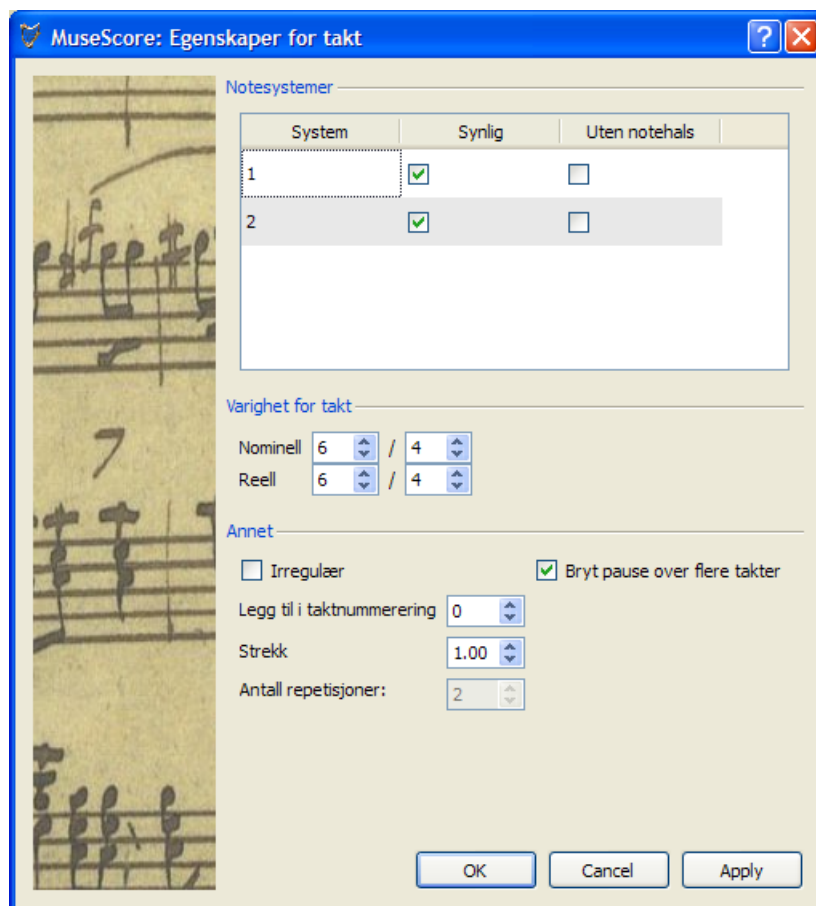 MuseScore: Egenskaper for takt
Notesystemer
System Synlig Uten notehals
1
2
Varighet for takt
Nominell 6 / 4
Reell 6 / 4
Annet
Irregulær Bryt pause over flere takter
Legg til i taktnummerering 0
Strekk 1.00
Antall repetisjoner: 2
7
OK Cancel Apply